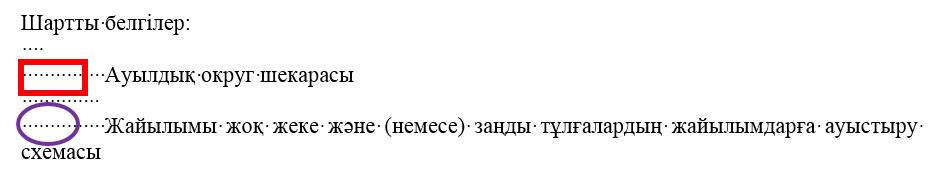 Шартты белгілер:
Ауылдық округ шекарасы
Жайылымы жоқ жеке және (немесе) заңды тұлғалардың жайылымдарға ауыстыру
схемасы